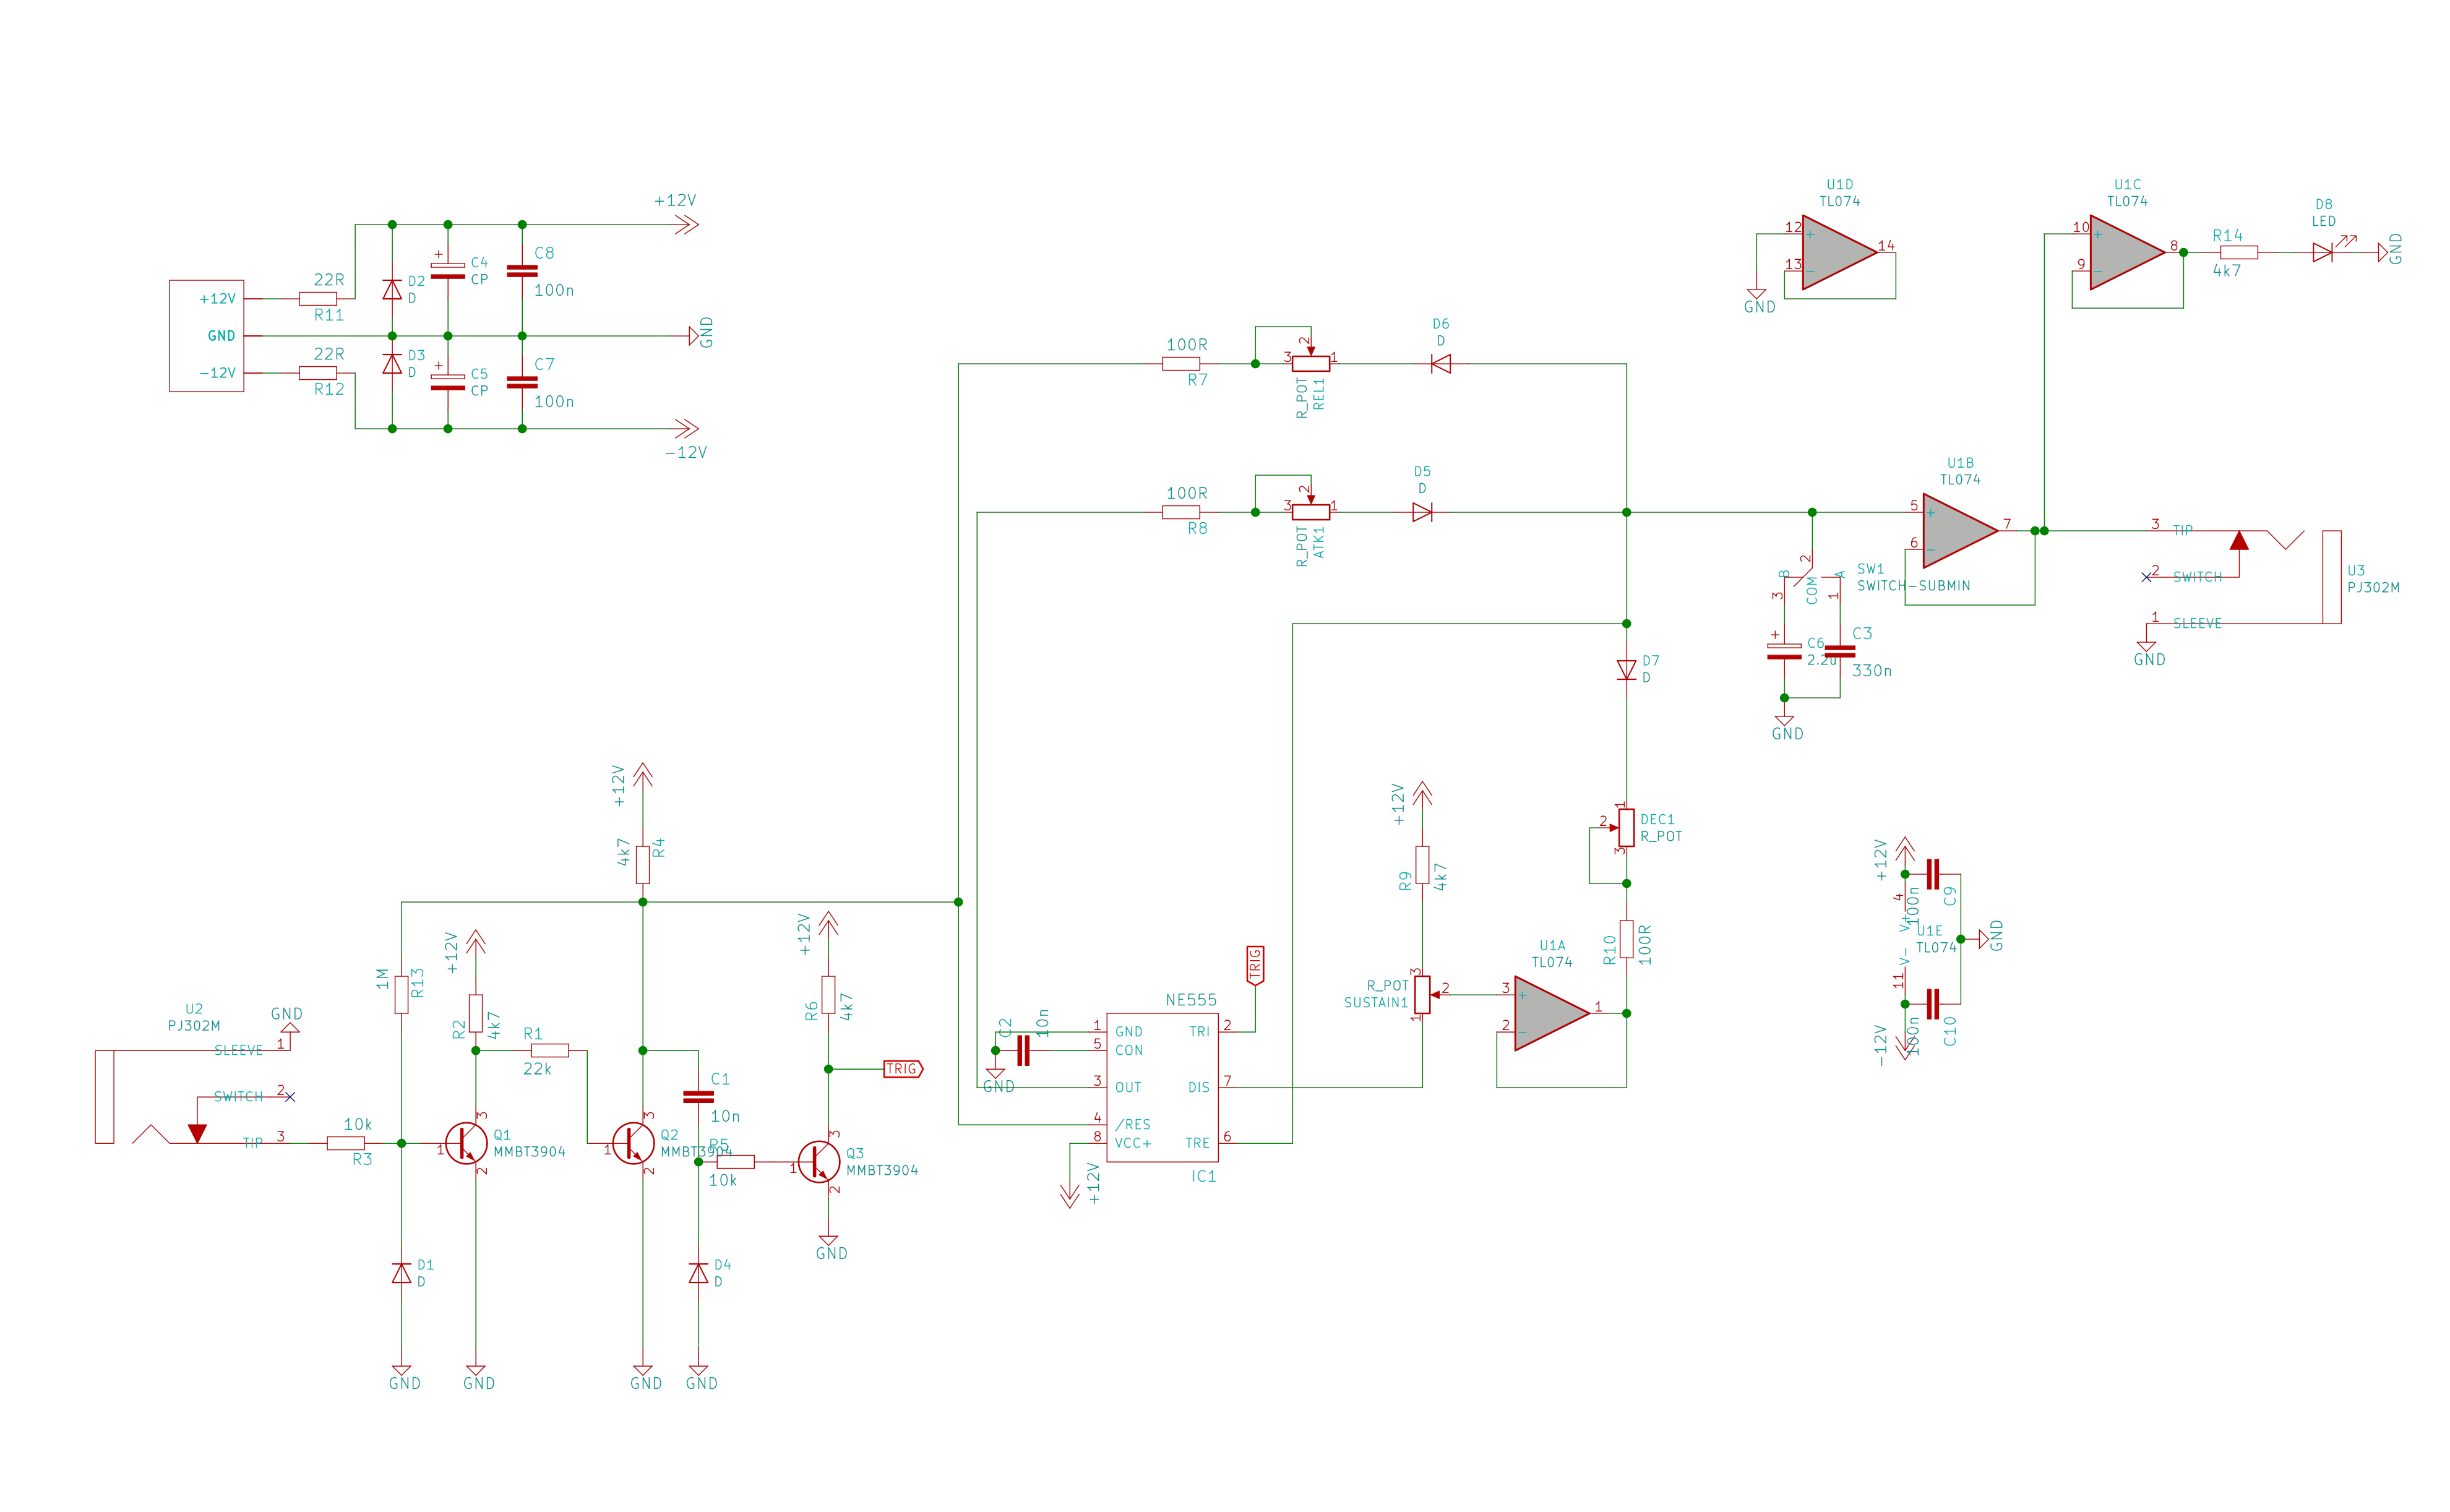 +12V
GND
-12V
22R
R11
22R
R12
D2
D
D3
D
C4
CP
C5
CP
C8
100n
C7
100n
+12V
GND
-12V
100R
R7
2
3
1
R_POT
REL1
D6
D
100R
R8
2
3
1
R_POT
ATK1
D5
D
U1D
TL074
12
+
13
-
14
GND
U1C
TL074
10
+
9
-
8
R14
4k7
D8
LED
GND
U1B
TL074
5
+
6
-
7
3
TIP
2
SWITCH
1
SLEEVE
GND
U3
PJ302M
2
B
COM
A
3
1
SW1
SWITCH-SUBMIN
+
C6
2.2u
C3
330n
GND
D7
D
1
2
3
DEC1
R_POT
R10
100R
+12V
R9
4k7
3
2
1
R_POT
SUSTAIN1
U1A
TL074
3
+
2
-
1
+12V
4
V+
100n
C9
U1E
TL074
GND
V-
11
100n
C10
-12V
+12V
4k7
R4
1M
R13
+12V
R2
4k7
R1
22k
+12V
R6
4k7
TRIG
U2
PJ302M
GND
SLEEVE
1
SWITCH
2
TIP
3
10k
R3
1
3
2
Q1
MMBT3904
1
3
2
Q2
MMBT3904
C1
10n
R5
10k
1
3
2
Q3
MMBT3904
GND
D1
D
D4
D
GND
GND
GND
GND
TRIG
NE555
C2
10n
GND
1
GND
5
CON
3
OUT
4
/RES
8
VCC+
TRI
2
DIS
7
TRE
6
IC1
+12V